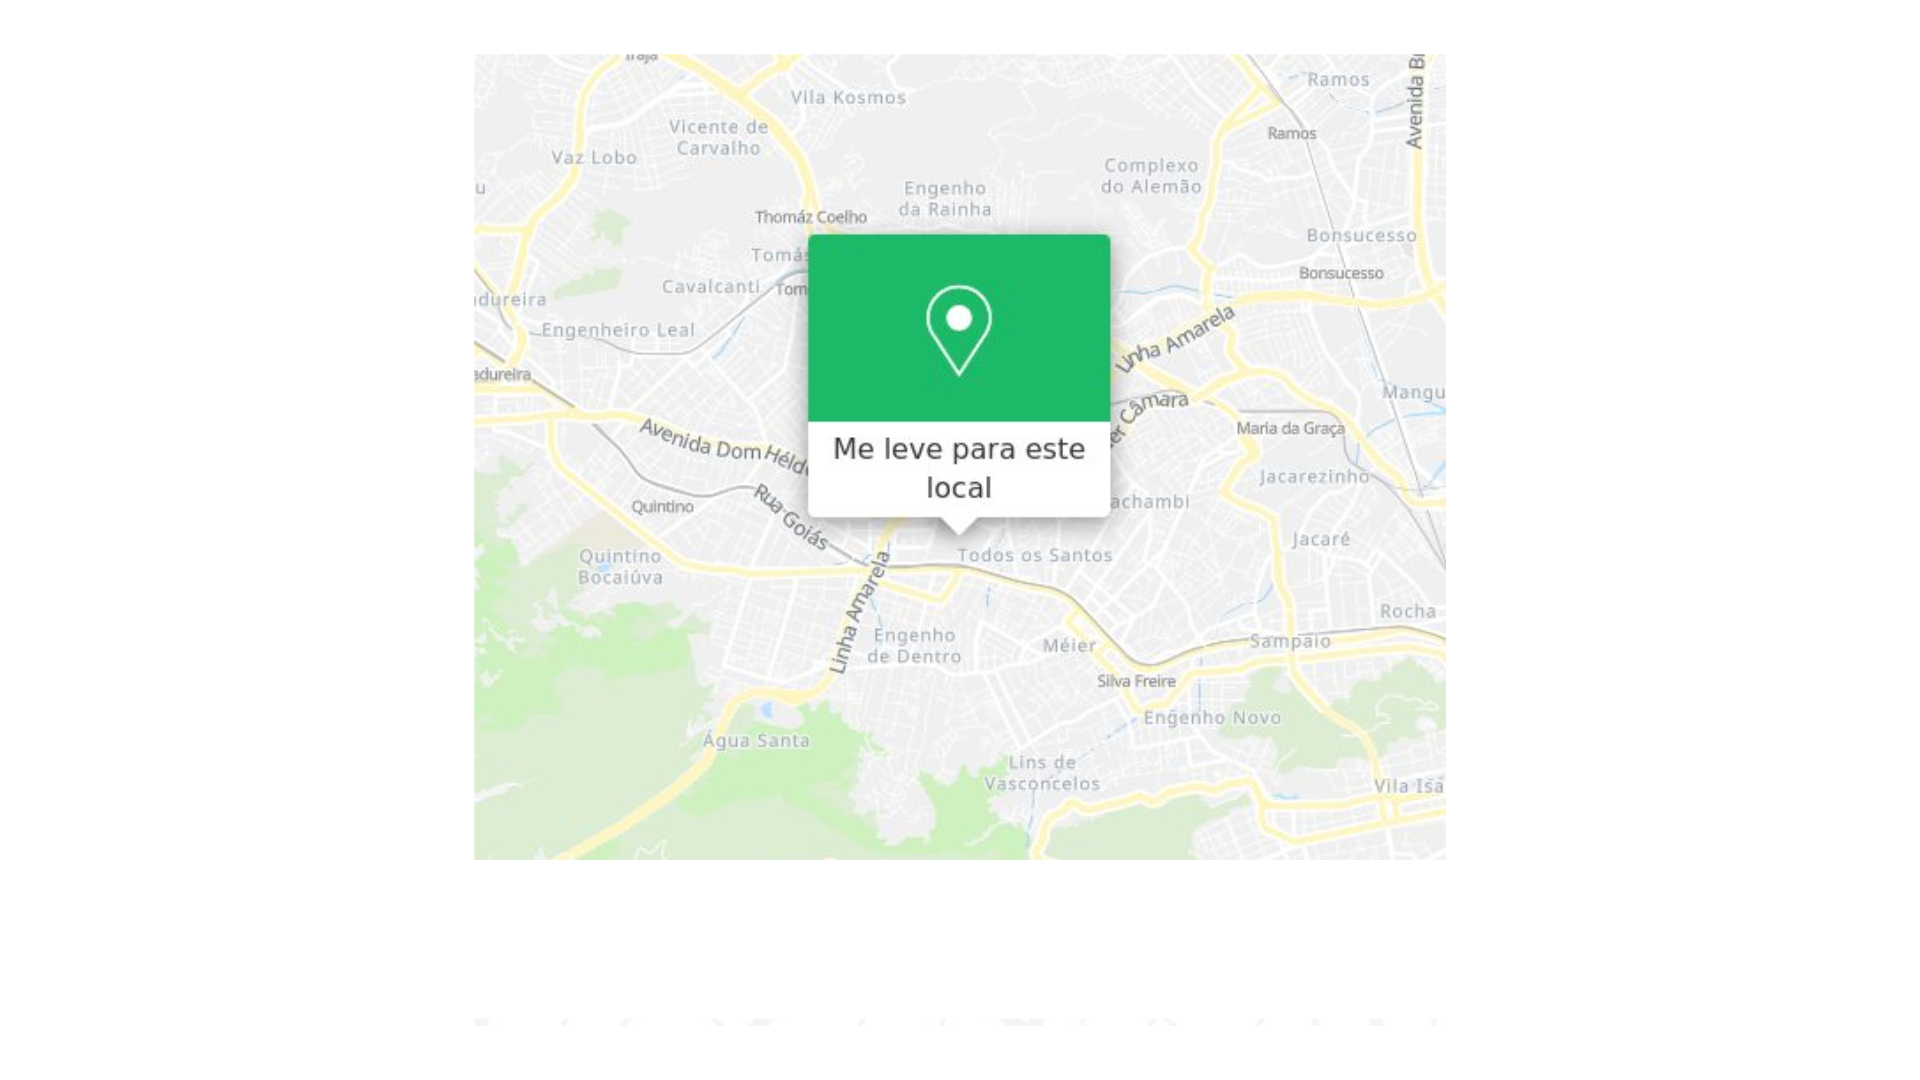 Irajá
Avenida Br
Ramos
Vila Kosmos
Vicente de
Carvalho
Ramos
Vaz Lobo
Complexo
do Alemão
Engenho
da Rainha
u
Thomáz Coelho
Bonsucesso
Tomás
Bonsucesso
Cavalcanti
Tom
adureira
Engenheiro Leal
Linha Amarela
adureira
Mangu
er Câmara
Maria da Graça
Avenida Dom Hélde
Me leve para este
local
Jacarezinho
Rua Goiás
achambi
Quintino
Jacaré
Quintino
Bocaiúva
Todos os Santos
Linha Amarela
Rocha
Engenho
de Dentro
Méier
Sampaio
Silva Freire
Engenho Novo
Água Santa
Lins de
Vasconcelos
Vila Isa